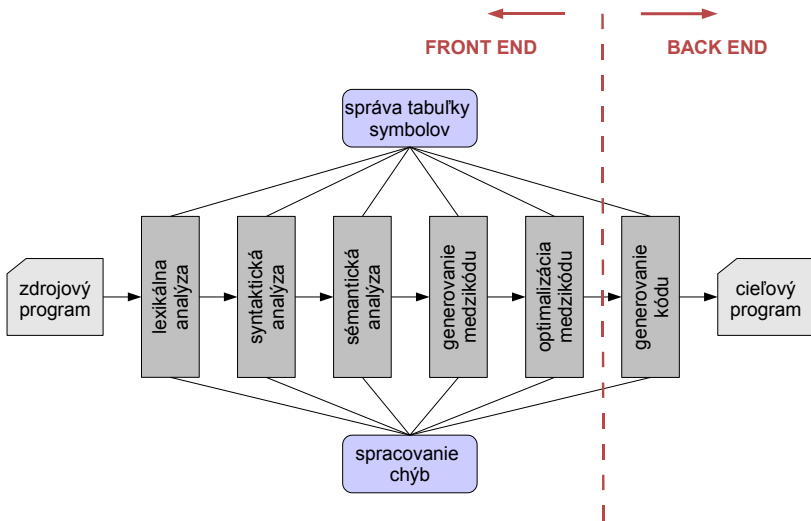 FRONT END
BACK END
správa tabuľky
symbolov
zdrojový
program
lexikálna
analýza
syntaktická
analýza
sémantická
analýza
generovanie
medzikódu
optimalizácia
medzikódu
generovanie
kódu
cieľový
program
spracovanie
chýb